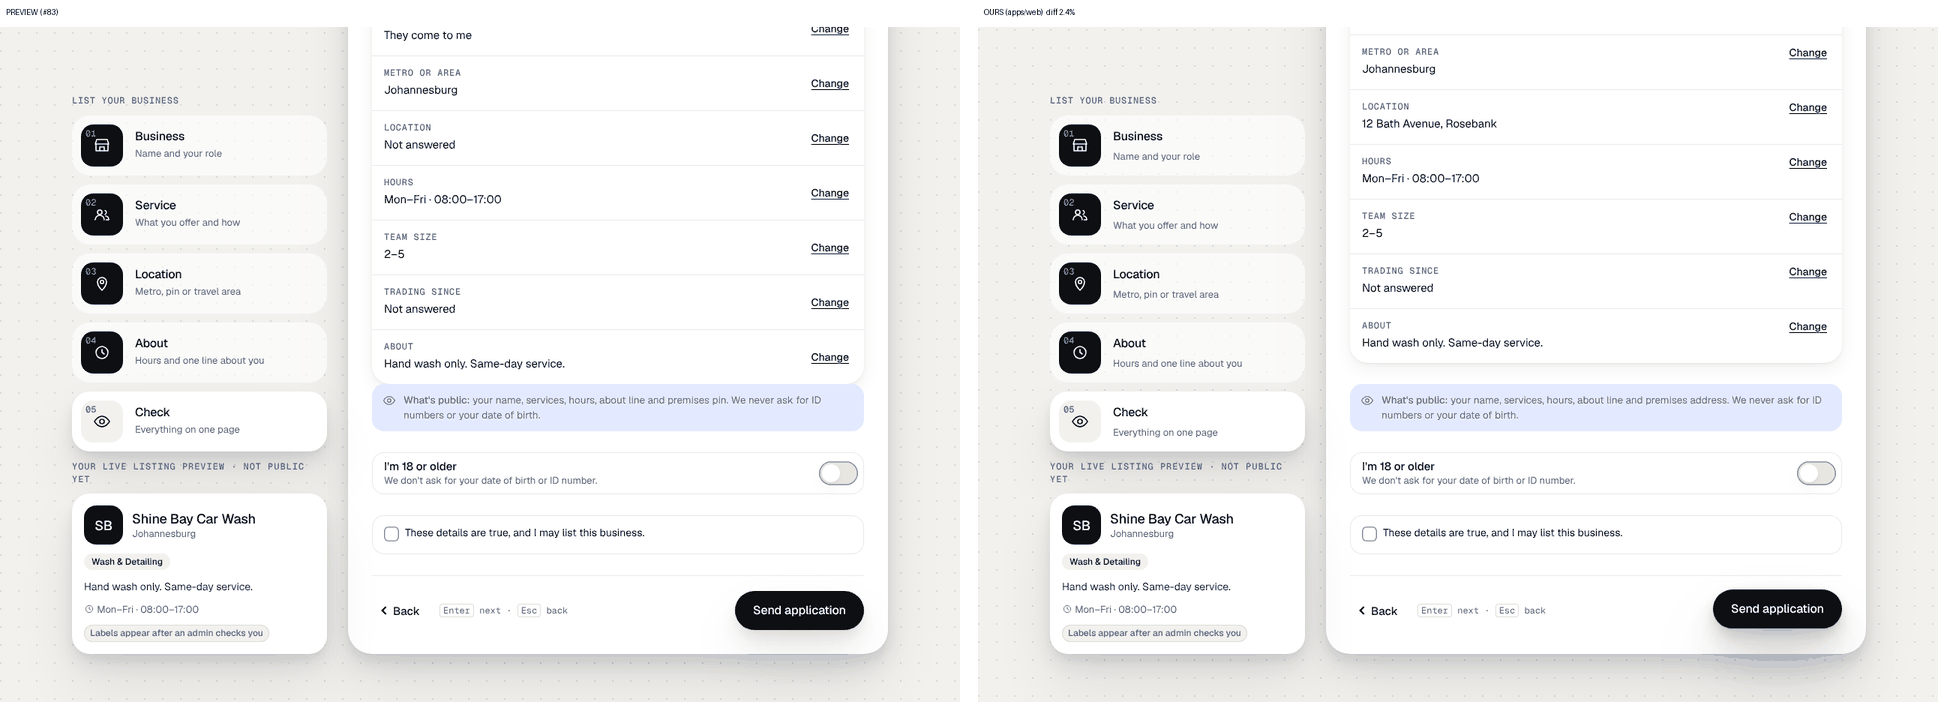 PREVIEW (#83)
They come to me
Change
METRO OR AREA
Johannesburg
Change
LOCATION
Not answered
Change
HOURS
Mon–Fri · 08:00–17:00
Change
TEAM SIZE
2–5
Change
TRADING SINCE
Not answered
Change
ABOUT
Hand wash only. Same-day service.
Change
What's public: your name, services, hours, about line and premises pin. We never ask for ID
numbers or your date of birth.
I'm 18 or older
We don't ask for your date of birth or ID number.
These details are true, and I may list this business.
Back
Enter next · Esc back
Send application
LIST YOUR BUSINESS
01
Business
Name and your role
02
Service
What you offer and how
03
Location
Metro, pin or travel area
04
About
Hours and one line about you
05
Check
Everything on one page
YOUR LIVE LISTING PREVIEW · NOT PUBLIC
YET
SB
Shine Bay Car Wash
Johannesburg
Wash & Detailing
Hand wash only. Same-day service.
Mon–Fri · 08:00–17:00
Labels appear after an admin checks you
OURS (apps/web) diff 2.4%
METRO OR AREA
Johannesburg
Change
LOCATION
12 Bath Avenue, Rosebank
Change
HOURS
Mon–Fri · 08:00–17:00
Change
TEAM SIZE
2–5
Change
TRADING SINCE
Not answered
Change
ABOUT
Hand wash only. Same-day service.
Change
What's public: your name, services, hours, about line and premises address. We never ask for ID
numbers or your date of birth.
I'm 18 or older
We don't ask for your date of birth or ID number.
These details are true, and I may list this business.
Back
Enter next · Esc back
Send application
LIST YOUR BUSINESS
01
Business
Name and your role
02
Service
What you offer and how
03
Location
Metro, pin or travel area
04
About
Hours and one line about you
05
Check
Everything on one page
YOUR LIVE LISTING PREVIEW · NOT PUBLIC
YET
SB
Shine Bay Car Wash
Johannesburg
Wash & Detailing
Hand wash only. Same-day service.
Mon–Fri · 08:00–17:00
Labels appear after an admin checks you